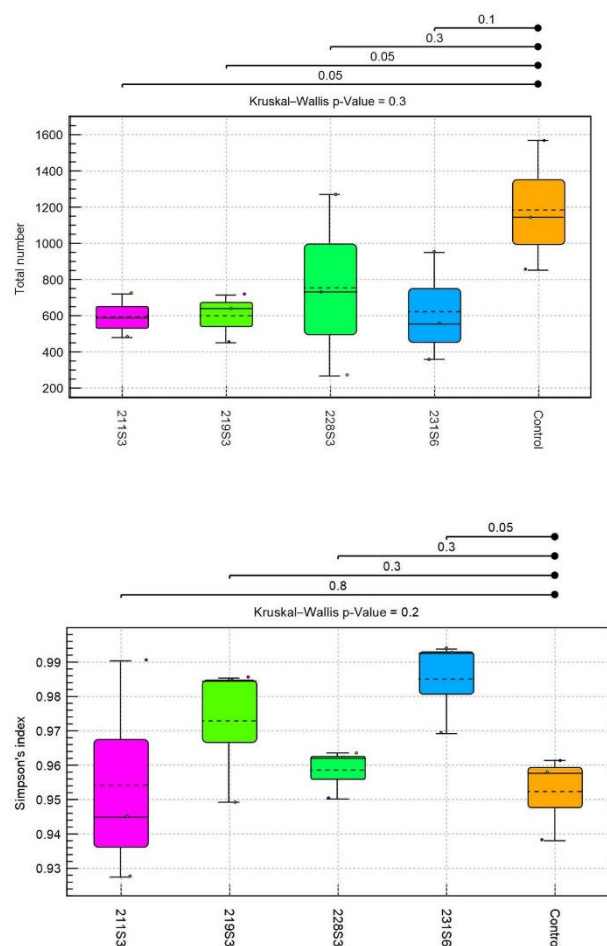 0.1
0.3
0.05
0.05
Kruskal–Wallis p-Value = 0.3
Total number
1600
1400
1200
1000
800
600
400
200
211S3
219S3
228S3
231S6
Control
0.05
0.3
0.3
0.8
Kruskal–Wallis p-Value = 0.2
Simpson's index
0.99
0.98
0.97
0.96
0.95
0.94
0.93
211S3
219S3
228S3
231S6
Control